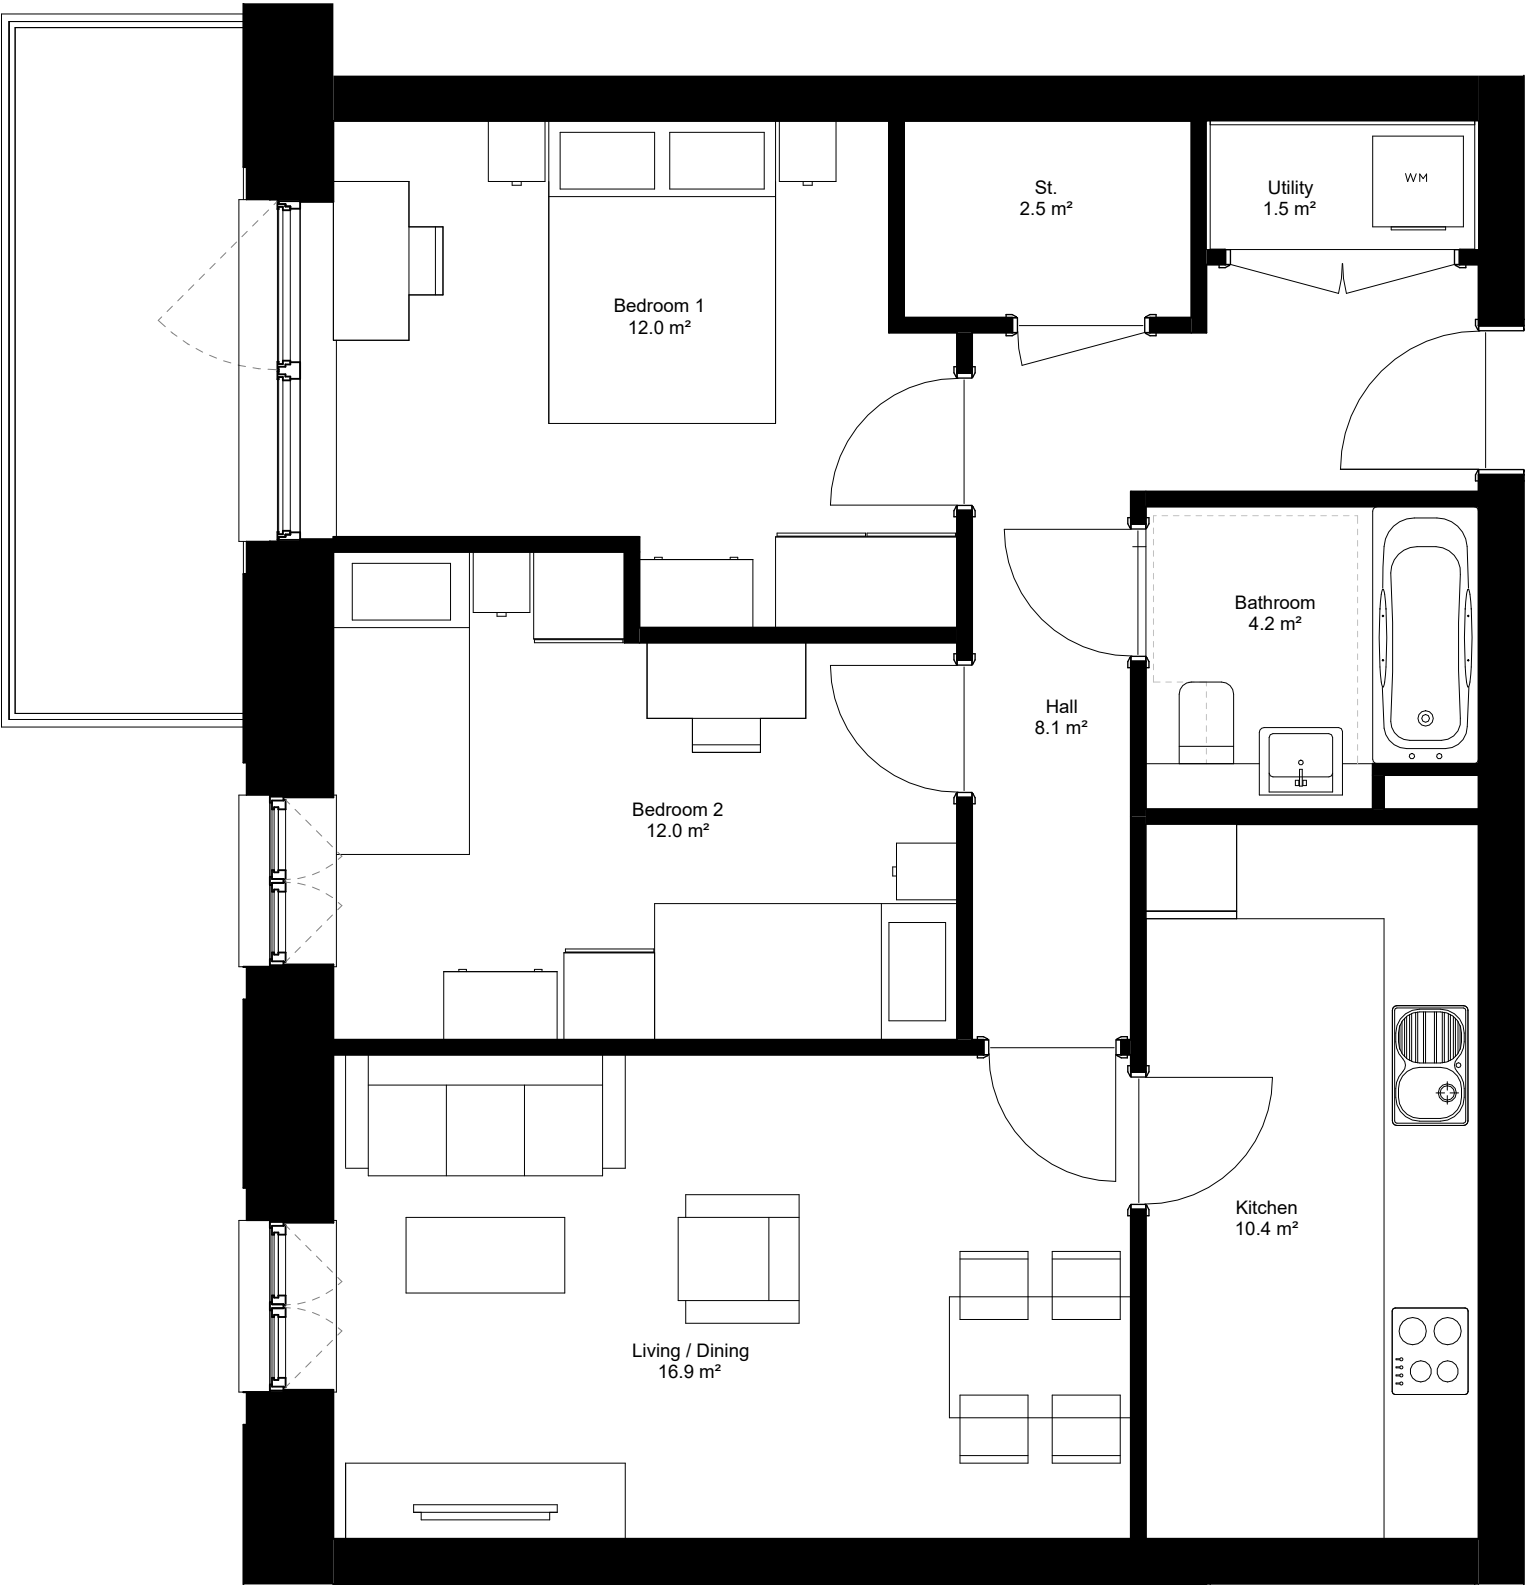 St.
2.5 m²
Utility
1.5 m²
WM
Bedroom 1
12.0 m²
Bathroom
4.2 m²
Hall
8.1 m²
Bedroom 2
12.0 m²
Kitchen
10.4 m²
Living / Dining
16.9 m²